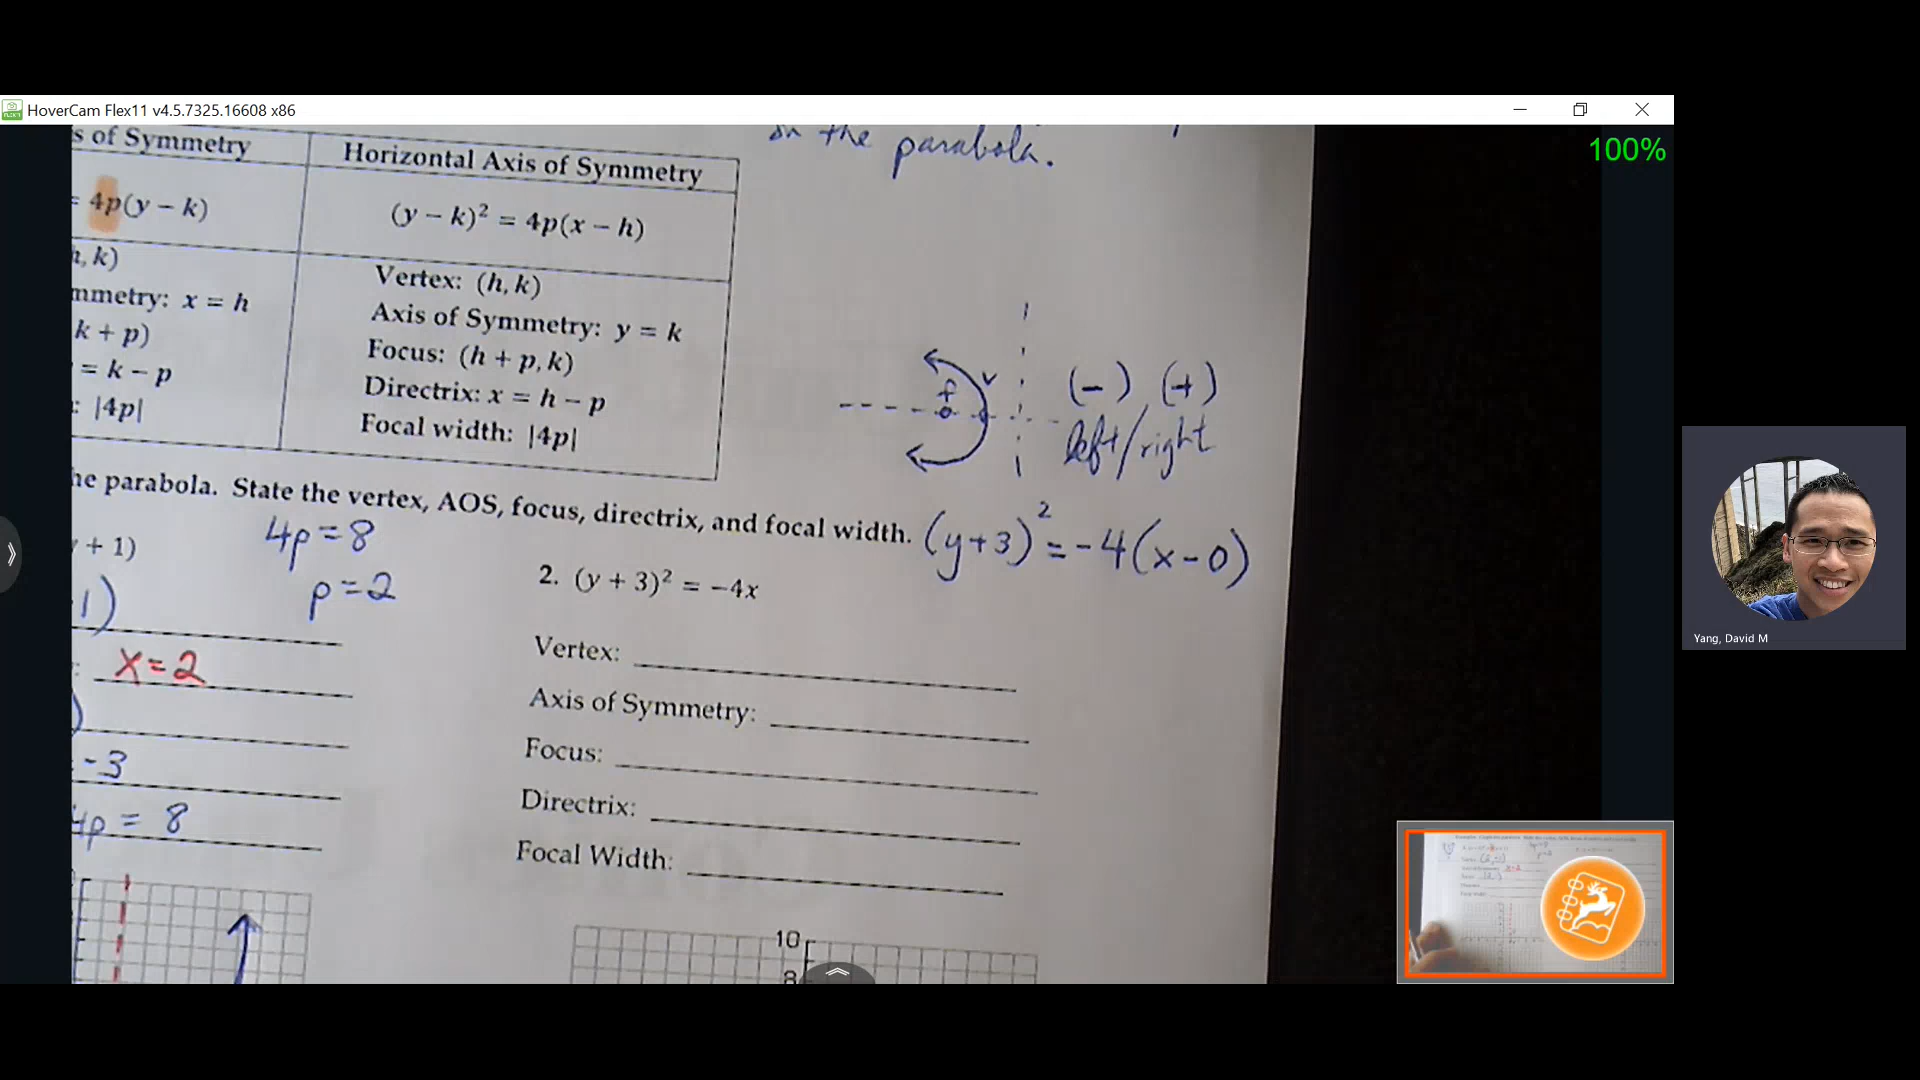 HoverCam Flex11 v4.5.7325.16608 x86
100%
on the parabola.
s of Symmetry
Horizontal Axis of Symmetry
= 4p(y − k)
(y − k)² = 4p(x − h)
h, k)
mmetry: x = h
k + p)
= k − p
: |4p|
Vertex: (h, k)
Axis of Symmetry: y = k
Focus: (h + p, k)
Directrix: x = h − p
Focal width: |4p|
f
v
(-) (+)
left/right
he parabola. State the vertex, AOS, focus, directrix, and focal width.
(y+3)² = -4(x-0)
+ 1)
4p=8
p=2
1)
: x=2
)
-3
4p = 8
2. (y + 3)² = −4x
Vertex:
Axis of Symmetry:
Focus:
Directrix:
Focal Width:
10
8
Yang, David M